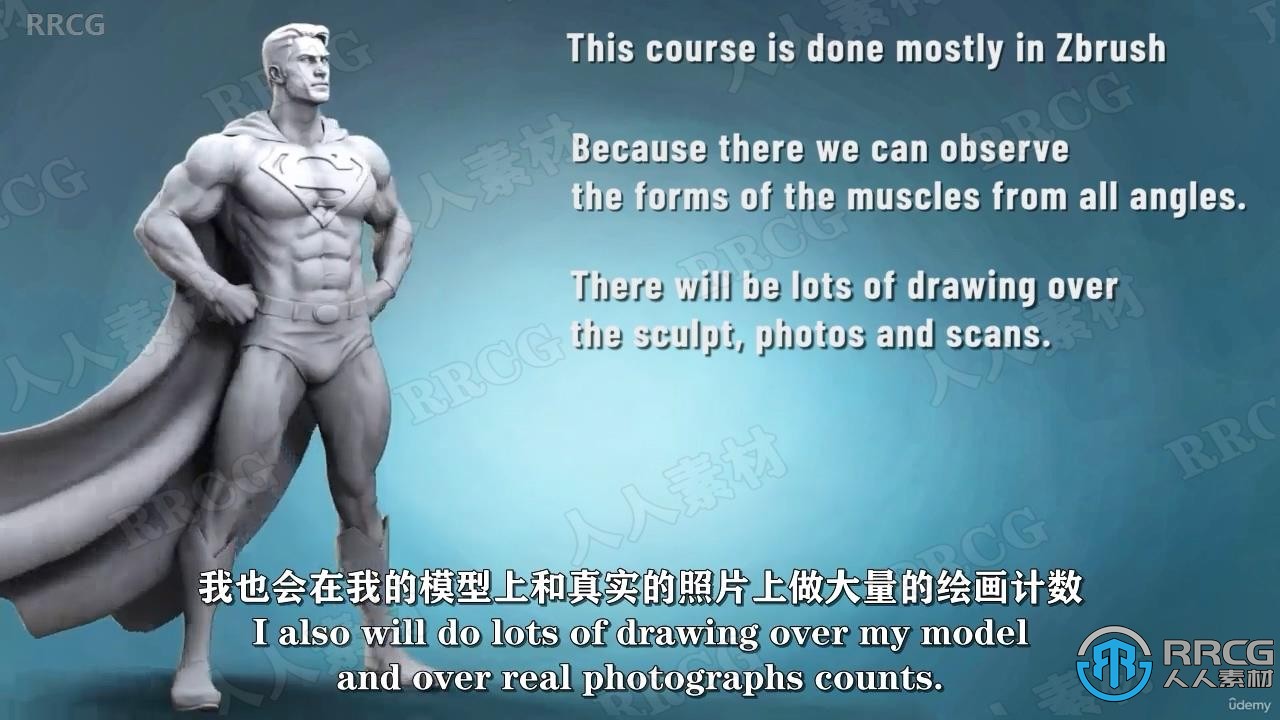 RRCG
This course is done mostly in Zbrush
Because there we can observe
the forms of the muscles from all angles.
There will be lots of drawing over
the sculpt, photos and scans.
我也会在我的模型上和真实的照片上做大量的绘画计数
I also will do lots of drawing over my model
and over real photographs counts.
RRCG
人人素材
ûdemy